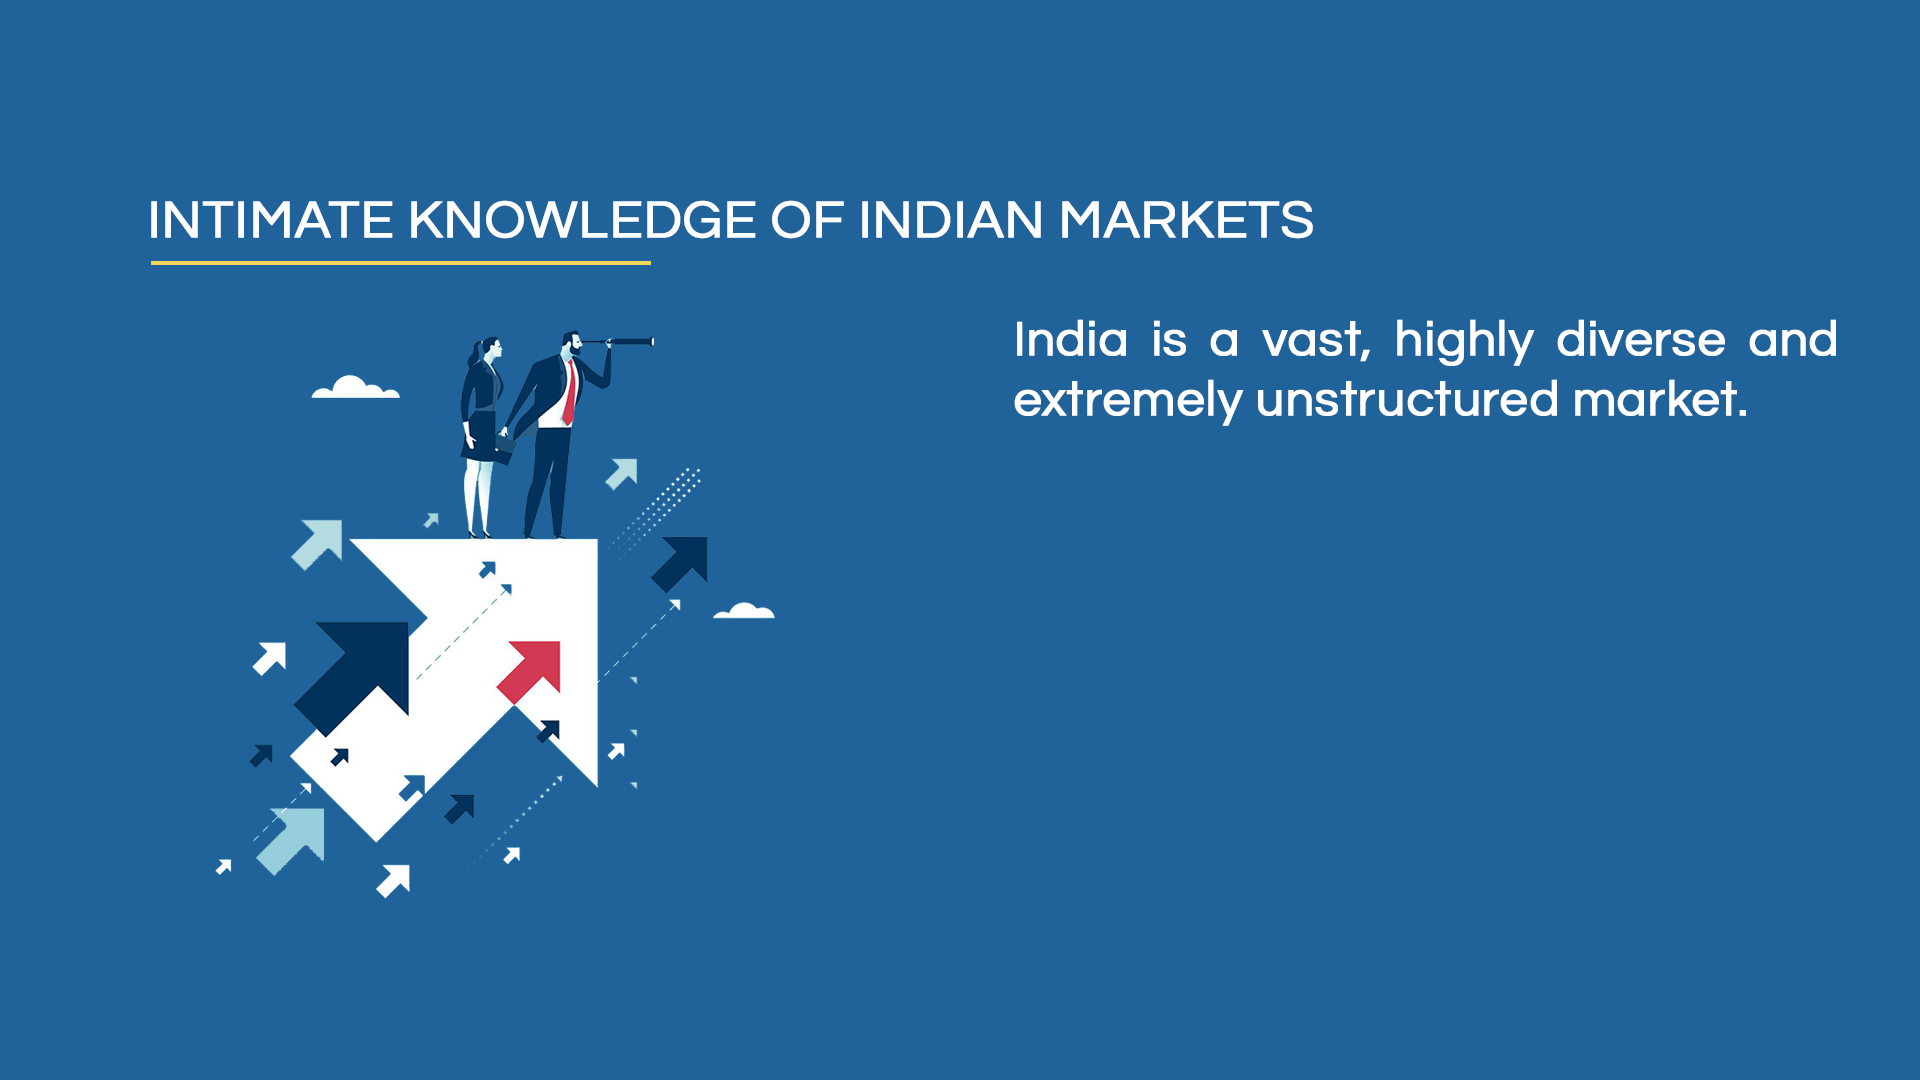 INTIMATE KNOWLEDGE OF INDIAN MARKETS
India is a vast, highly diverse and
extremely unstructured market.